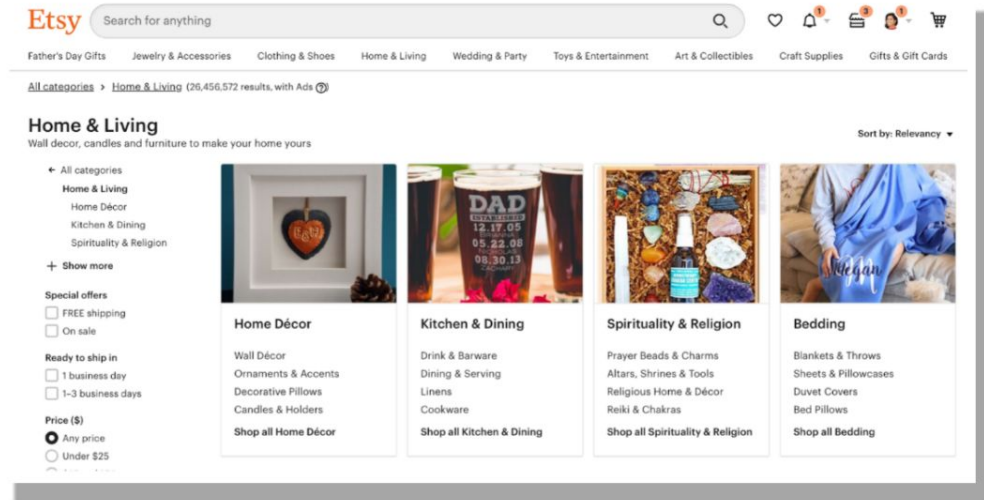 Etsy
Search for anything
1
3
1
Father's Day Gifts Jewelry & Accessories Clothing & Shoes Home & Living Wedding & Party Toys & Entertainment Art & Collectibles Craft Supplies Gifts & Gift Cards
All categories > Home & Living (26,456,572 results, with Ads ?)
Home & Living
Wall decor, candles and furniture to make your home yours
Sort by: Relevancy
All categories
Home & Living
Home Décor
Kitchen & Dining
Spirituality & Religion
+ Show more
Special offers
FREE shipping
On sale
Ready to ship in
1 business day
1–3 business days
Price ($)
Any price
Under $25
Home Décor
Wall Décor
Ornaments & Accents
Decorative Pillows
Candles & Holders
Shop all Home Décor
DAD
ESTABLISHED
12.17.05
05.22.08
NICHOLAS
08.30.13
ZACHARY
Kitchen & Dining
Drink & Barware
Dining & Serving
Linens
Cookware
Shop all Kitchen & Dining
Spirituality & Religion
Prayer Beads & Charms
Altars, Shrines & Tools
Religious Home & Décor
Reiki & Chakras
Shop all Spirituality & Religion
Megan
Bedding
Blankets & Throws
Sheets & Pillowcases
Duvet Covers
Bed Pillows
Shop all Bedding